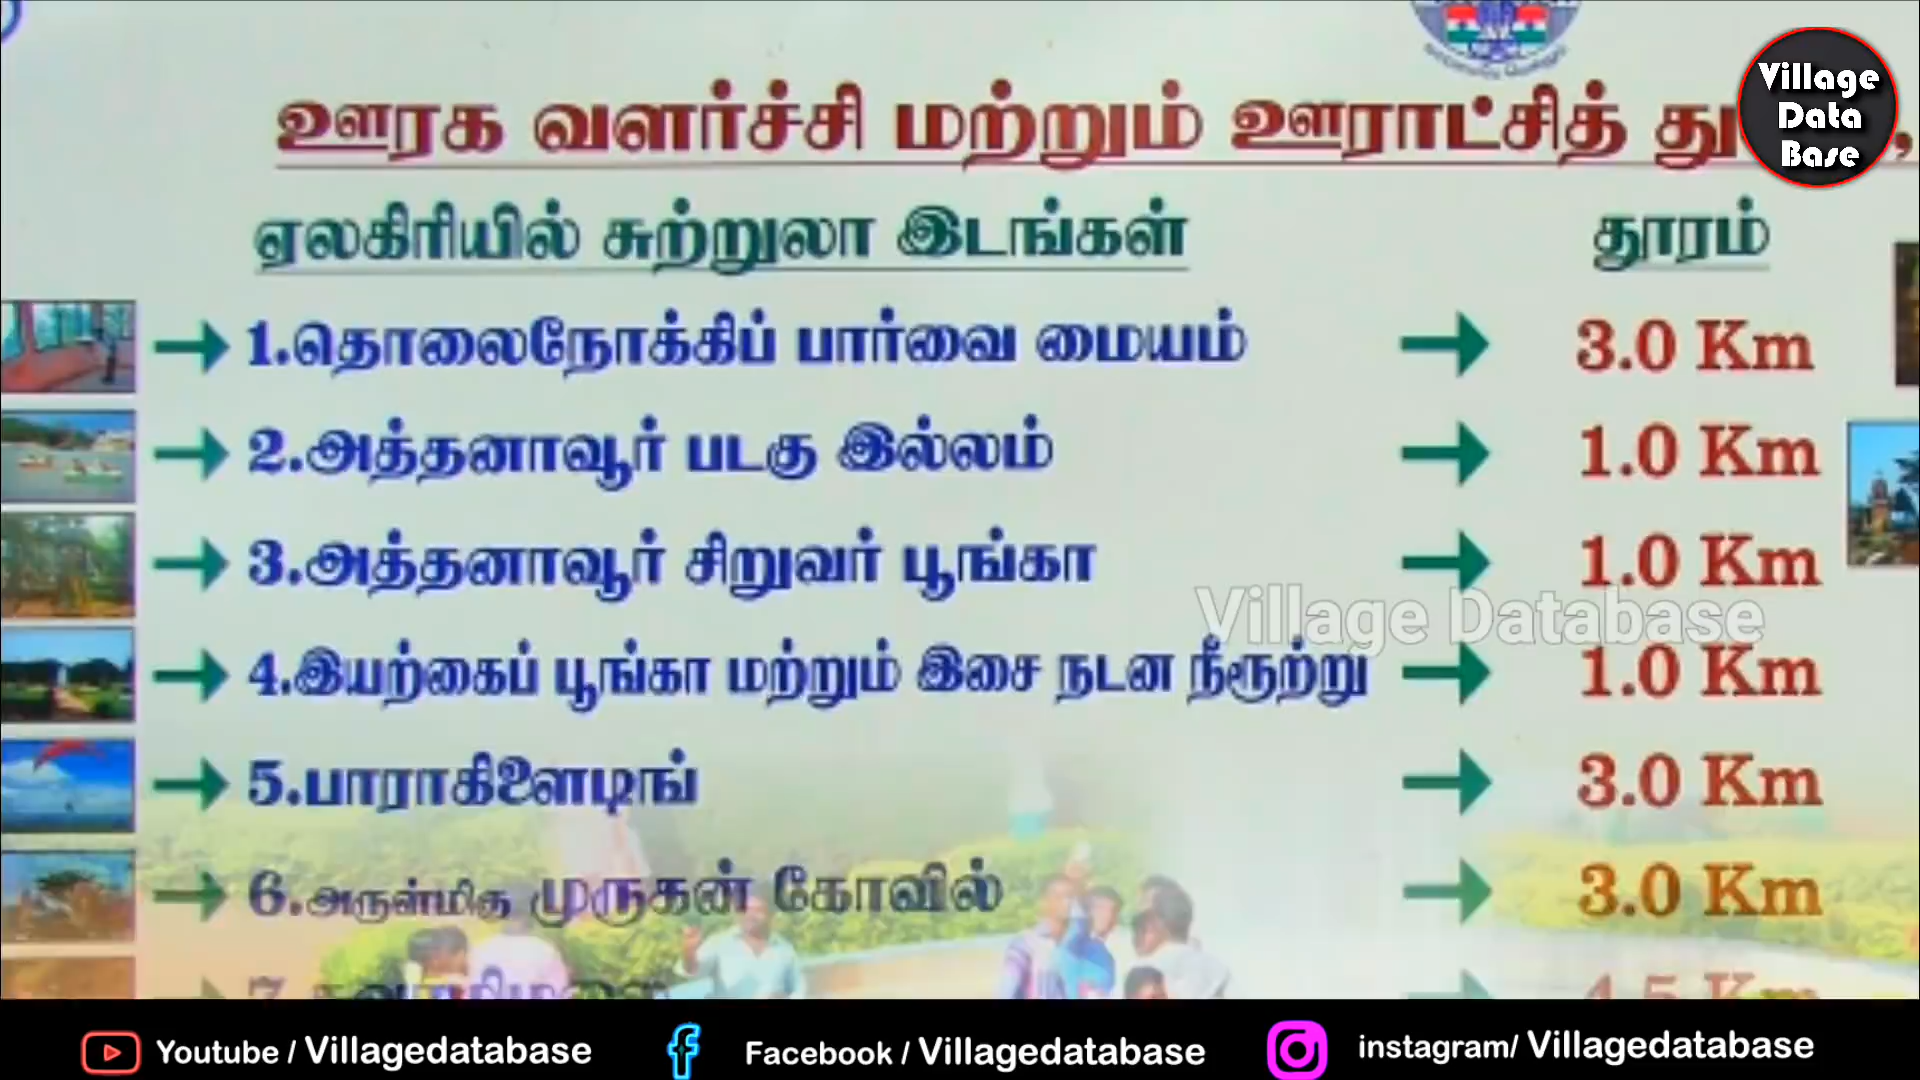 Village
Data
Base
ஊரக வளர்ச்சி மற்றும் ஊராட்சித்
ஏலகிரியில் சுற்றுலா இடங்கள் தூரம்
1.தொலைநோக்கிப் பார்வை மையம் → 3.0 Km
2.அத்தனாவூர் படகு இல்லம் → 1.0 Km
3.அத்தனாவூர் சிறுவர் பூங்கா → 1.0 Km
Village Database
4.இயற்கைப் பூங்கா மற்றும் இசை நடன நீரூற்று → 1.0 Km
5.பாராகிளைடிங் → 3.0 Km
6.அருள்மிகு முருகன் கோவில் → 3.0 Km
Youtube / Villagedatabase Facebook / Villagedatabase instagram/ Villagedatabase